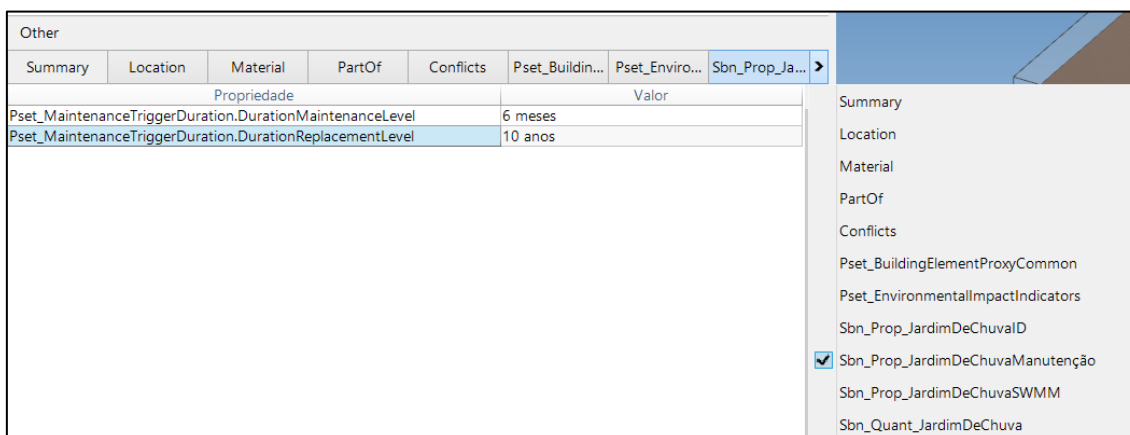 Other
Summary Location Material PartOf Conflicts Pset_Buildin... Pset_Enviro... Sbn_Prop_Ja...
Propriedade Valor
Pset_MaintenanceTriggerDuration.DurationMaintenanceLevel 6 meses
Pset_MaintenanceTriggerDuration.DurationReplacementLevel 10 anos
Summary
Location
Material
PartOf
Conflicts
Pset_BuildingElementProxyCommon
Pset_EnvironmentalImpactIndicators
Sbn_Prop_JardimDeChuvaID
Sbn_Prop_JardimDeChuvaManutenção
Sbn_Prop_JardimDeChuvaSWMM
Sbn_Quant_JardimDeChuva